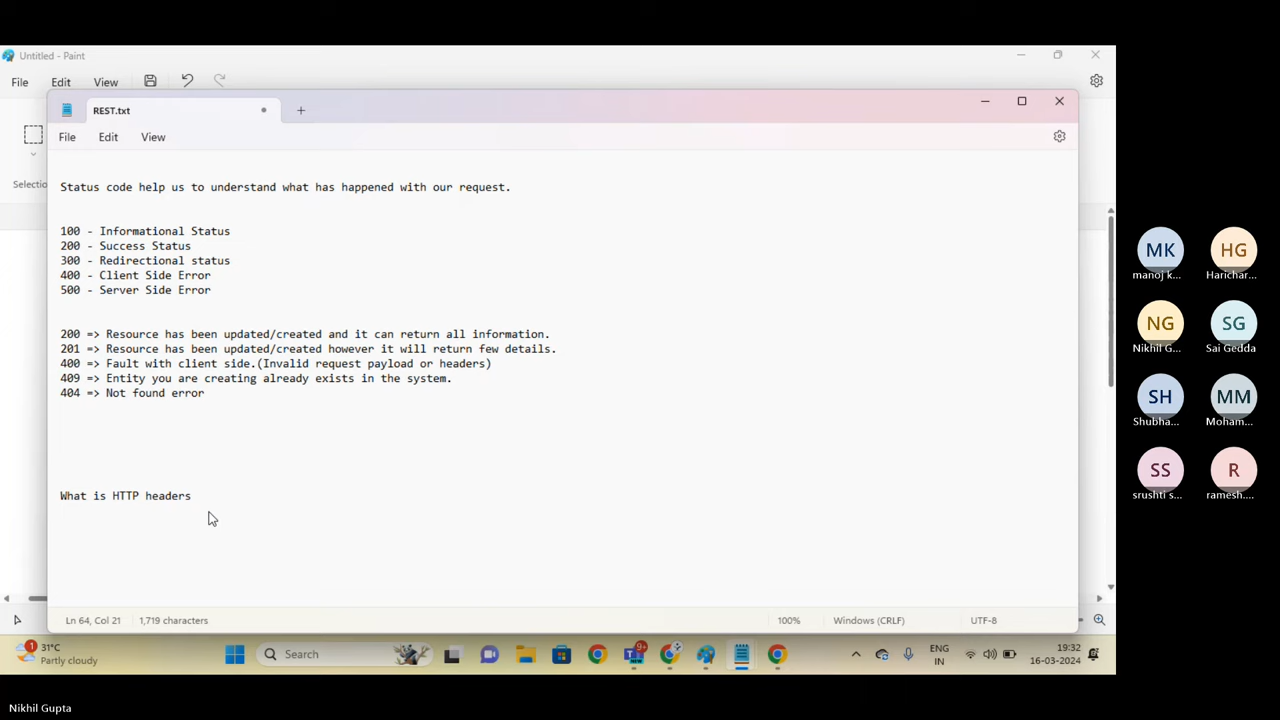 Untitled - Paint
File Edit View
REST.txt
File Edit View
Selectio
Status code help us to understand what has happened with our request.
100 - Informational Status
200 - Success Status
300 - Redirectional status
400 - Client Side Error
500 - Server Side Error
200 => Resource has been updated/created and it can return all information.
201 => Resource has been updated/created however it will return few details.
400 => Fault with client side.(Invalid request payload or headers)
409 => Entity you are creating already exists in the system.
404 => Not found error
What is HTTP headers
Ln 64, Col 21 1,719 characters 100% Windows (CRLF) UTF-8
MK HG
manoj k... Harichar...
NG SG
Nikhil G... Sai Gedda
SH MM
Shubha... Moham...
SS R
srushti s... ramesh....
1 31°C
Partly cloudy
Search
9+
NEW
ENG
IN
19:32
16-03-2024
Nikhil Gupta